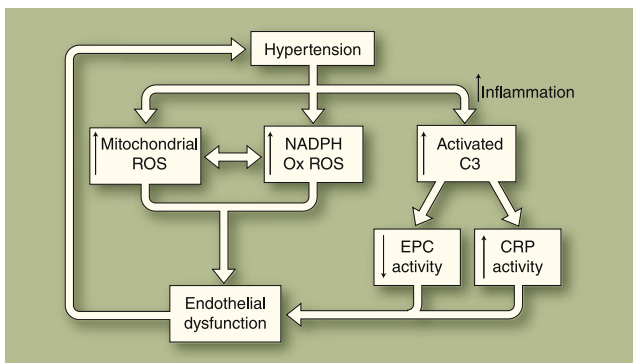 Hypertension
Inflammation
Mitochondrial
ROS
NADPH
Ox ROS
Activated
C3
EPC
activity
CRP
activity
Endothelial
dysfunction